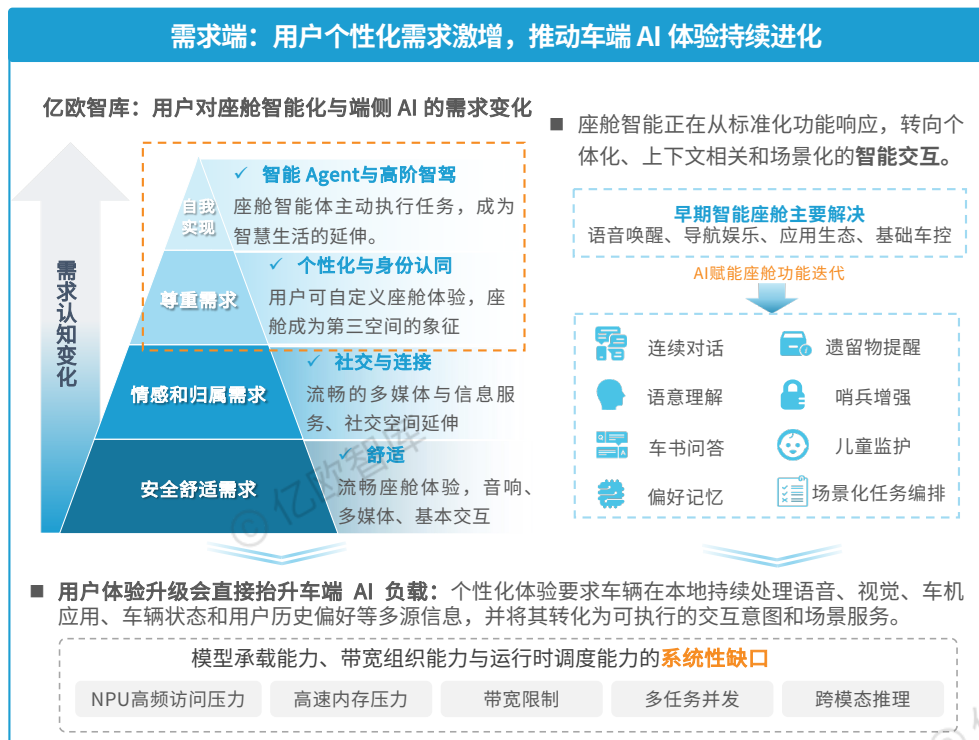 需求端：用户个性化需求激增，推动车端 AI 体验持续进化
亿欧智库：用户对座舱智能化与端侧 AI 的需求变化
需求认知变化
自我
实现
✓ 智能 Agent与高阶智驾
座舱智能体主动执行任务，成为
智慧生活的延伸。
尊重需求
✓ 个性化与身份认同
用户可自定义座舱体验，座
舱成为第三空间的象征
情感和归属需求
✓ 社交与连接
流畅的多媒体与信息服
务、社交空间延伸
安全舒适需求
✓ 舒适
流畅座舱体验，音响、
多媒体、基本交互
© 亿欧智库
■ 座舱智能正在从标准化功能响应，转向个
体化、上下文相关和场景化的智能交互。
早期智能座舱主要解决
语音唤醒、导航娱乐、应用生态、基础车控
AI赋能座舱功能迭代
连续对话
遗留物提醒
语意理解
哨兵增强
车书问答
儿童监护
偏好记忆
场景化任务编排
■ 用户体验升级会直接抬升车端 AI 负载：个性化体验要求车辆在本地持续处理语音、视觉、车机
应用、车辆状态和用户历史偏好等多源信息，并将其转化为可执行的交互意图和场景服务。
模型承载能力、带宽组织能力与运行时调度能力的系统性缺口
NPU高频访问压力
高速内存压力
带宽限制
多任务并发
跨模态推理